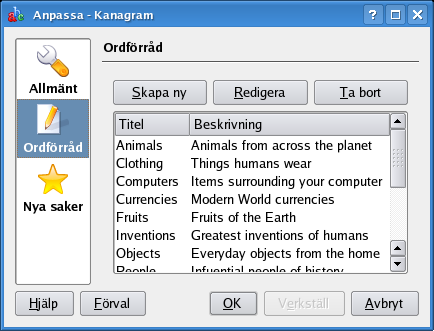 Anpassa - Kanagram
Allmänt
Ordförråd
Nya saker
Ordförråd
Skapa ny
Redigera
Ta bort
Titel Beskrivning
Animals Animals from across the planet
Clothing Things humans wear
Computers Items surrounding your computer
Currencies Modern World currencies
Fruits Fruits of the Earth
Inventions Greatest inventions of humans
Objects Everyday objects from the home
People Infuential people of history
Hjälp
Förval
OK
Verkställ
Avbryt